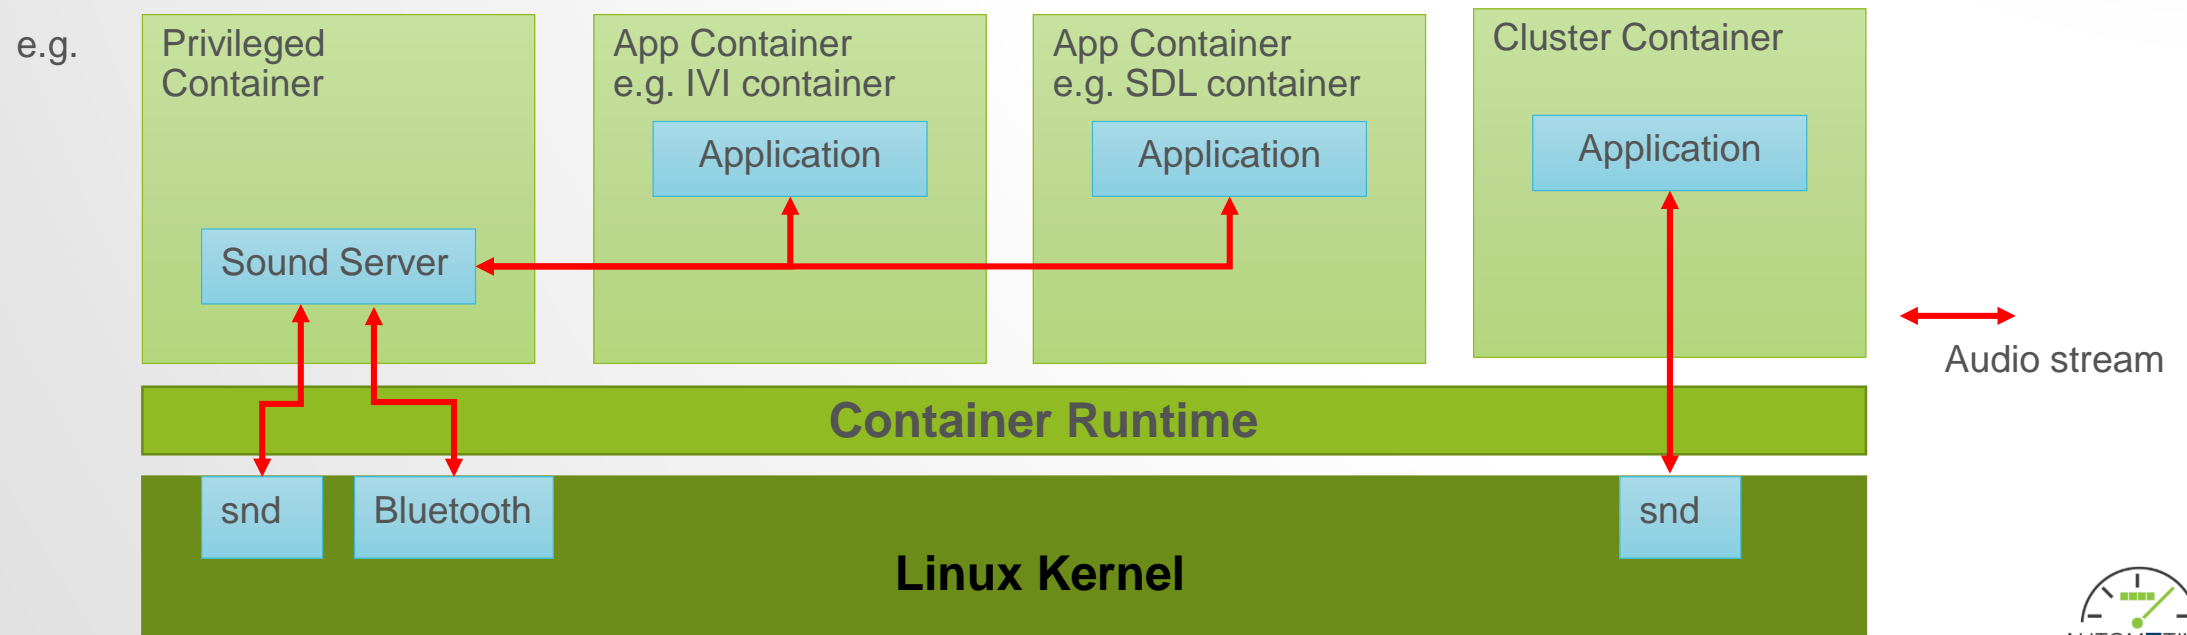 e.g.
Privileged
Container
App Container
e.g. IVI container
App Container
e.g. SDL container
Cluster Container
Application
Application
Application
Sound Server
Audio stream
Container Runtime
snd
Bluetooth
snd
Linux Kernel